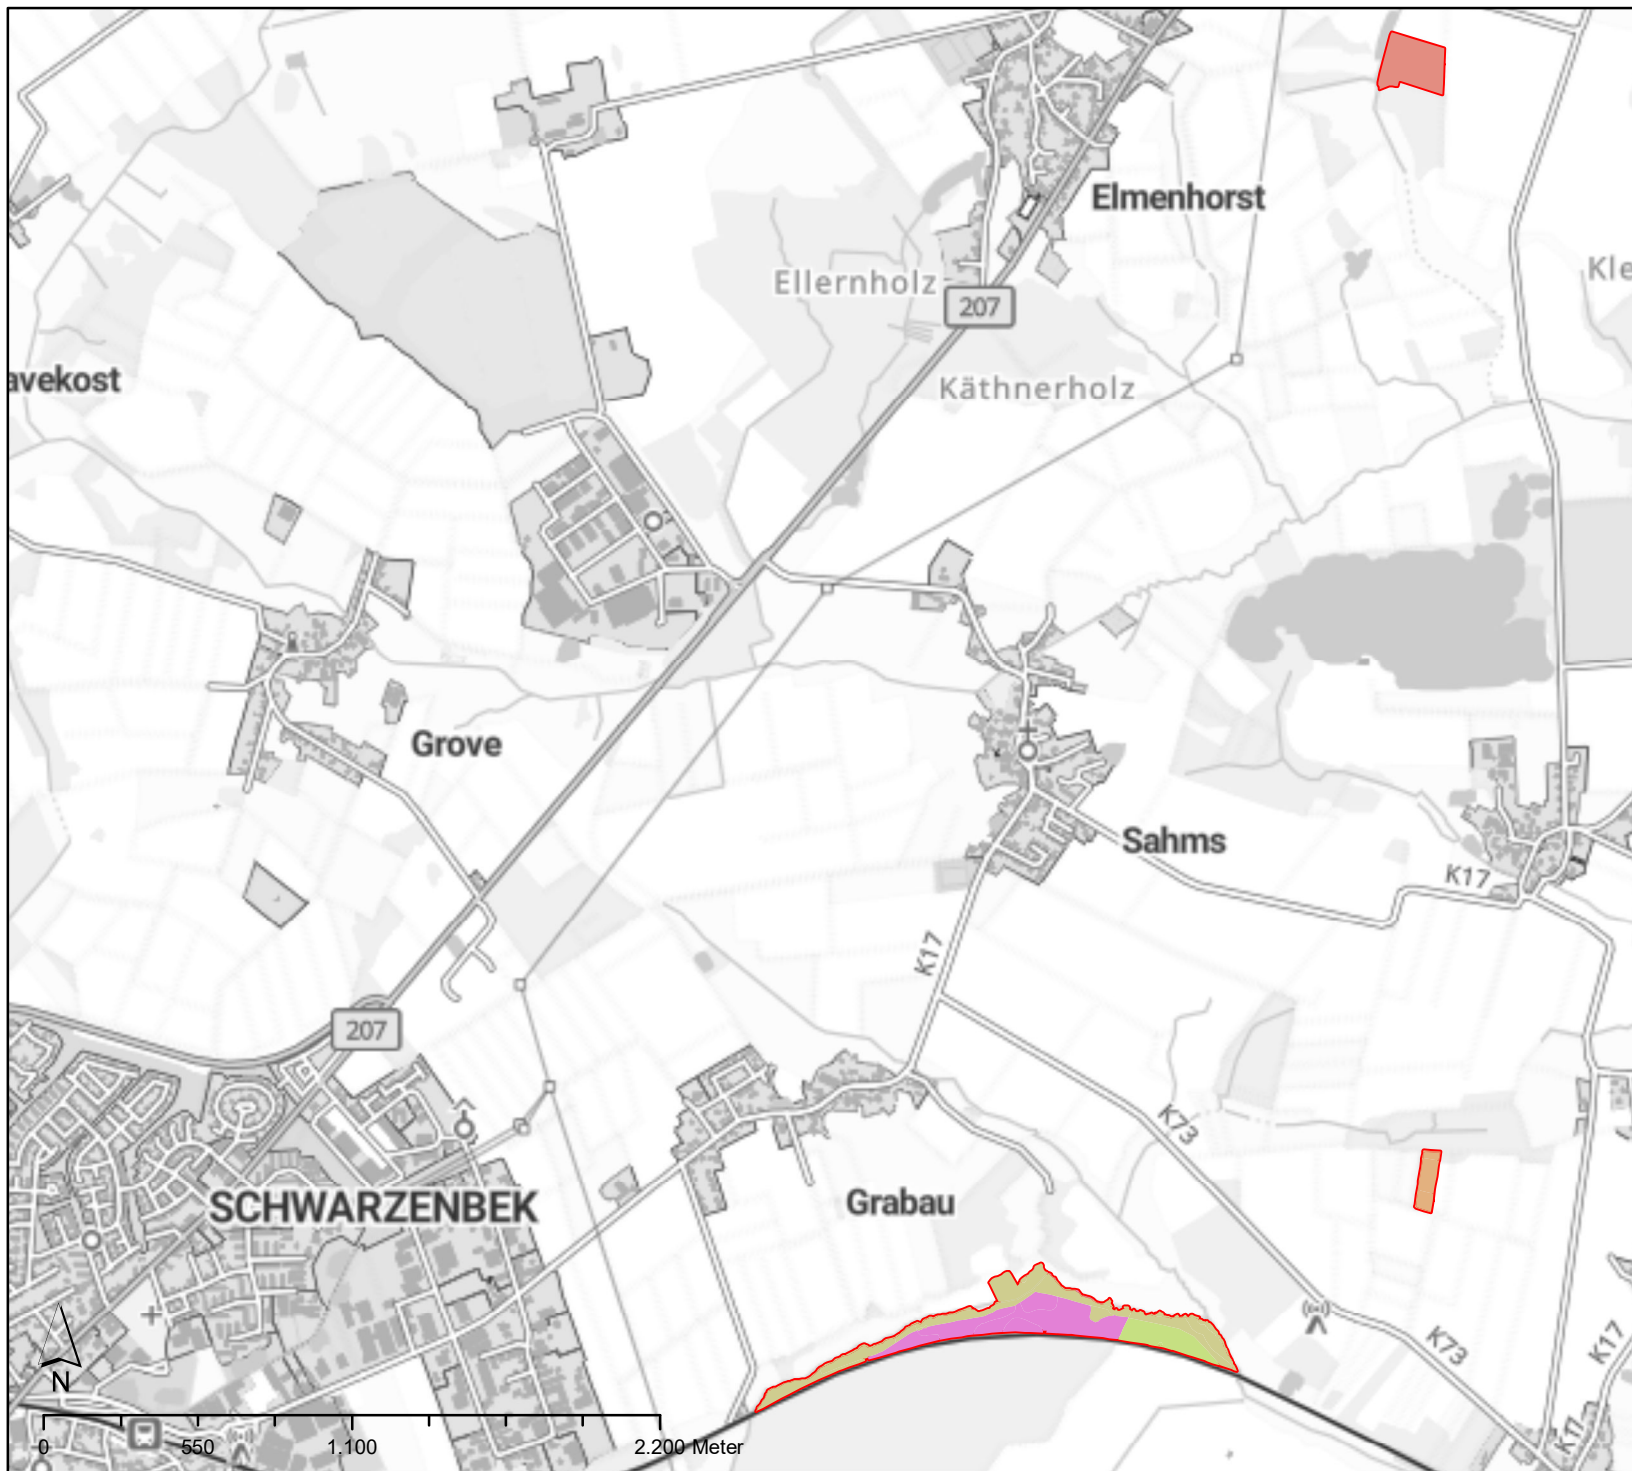 Elmenhorst
Ellernholz
Kle
207
avekost
Käthnerholz
Grove
Sahms
K17
K17
207
K73
SCHWARZENBEK
Grabau
K73
K17
N
K17
0
550
1.100
2.200 Meter